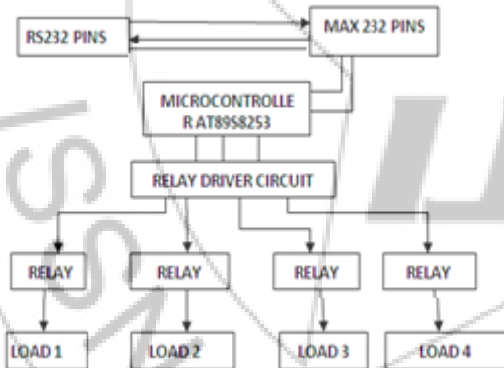 RS232 PINS
MAX 232 PINS
MICROCONTROLLE
R AT89S8253
RELAY DRIVER CIRCUIT
RELAY
RELAY
RELAY
RELAY
LOAD 1
LOAD 2
LOAD 3
LOAD 4